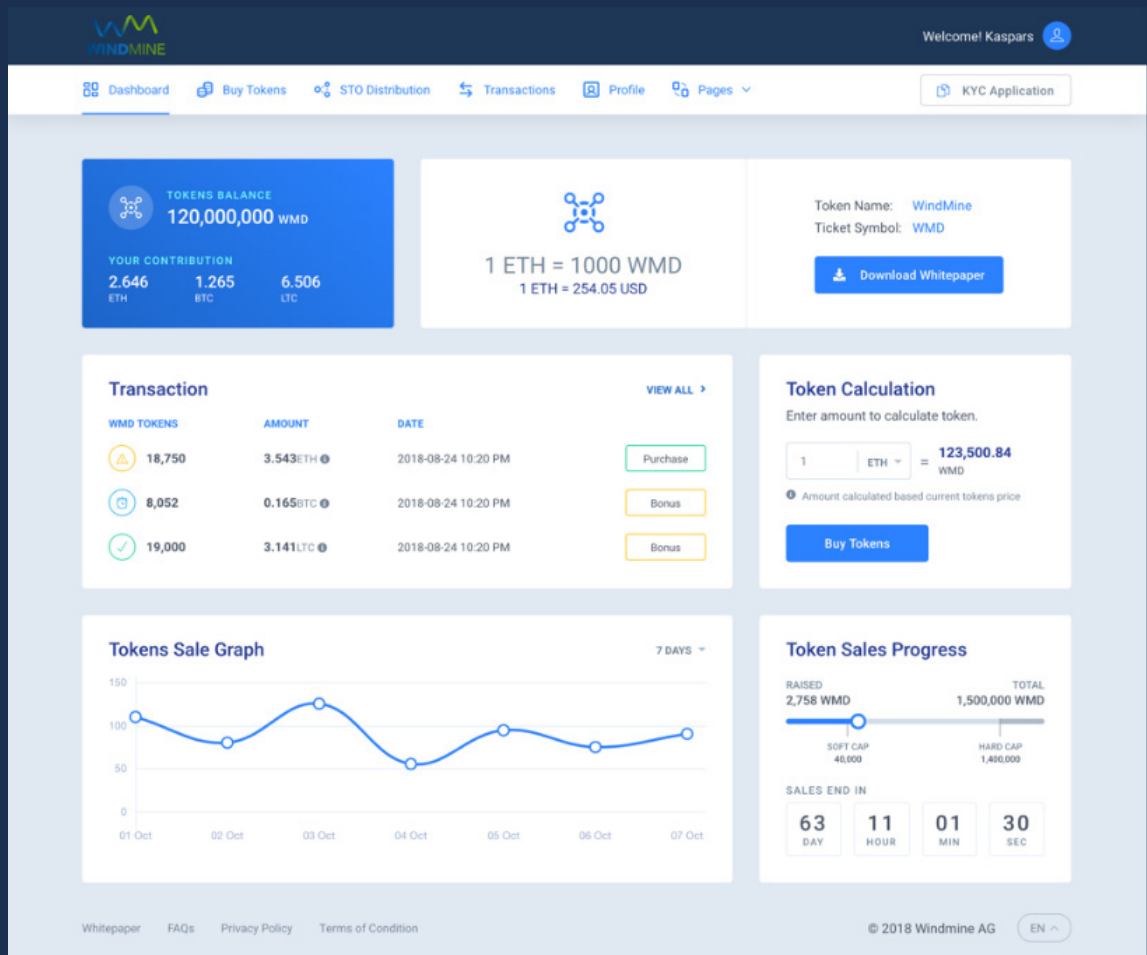 WINDMINE
Welcome! Kaspars
Dashboard Buy Tokens STO Distribution Transactions Profile Pages KYC Application
TOKENS BALANCE
120,000,000 WMD
YOUR CONTRIBUTION
2.646 1.265 6.506
ETH BTC LTC
1 ETH = 1000 WMD
1 ETH = 254.05 USD
Token Name: WindMine
Ticket Symbol: WMD
Download Whitepaper
Transaction VIEW ALL >
WMD TOKENS AMOUNT DATE
18,750 3.543ETH 2018-08-24 10:20 PM Purchase
8,052 0.165BTC 2018-08-24 10:20 PM Bonus
19,000 3.141LTC 2018-08-24 10:20 PM Bonus
Token Calculation
Enter amount to calculate token.
1 ETH = 123,500.84
WMD
Amount calculated based current tokens price
Buy Tokens
Tokens Sale Graph 7 DAYS
150
100
50
0
01 Oct 02 Oct 03 Oct 04 Oct 05 Oct 06 Oct 07 Oct
Token Sales Progress
RAISED TOTAL
2,758 WMD 1,500,000 WMD
SOFT CAP HARD CAP
40,000 1,400,000
SALES END IN
63 11 01 30
DAY HOUR MIN SEC
Whitepaper FAQs Privacy Policy Terms of Condition © 2018 Windmine AG EN